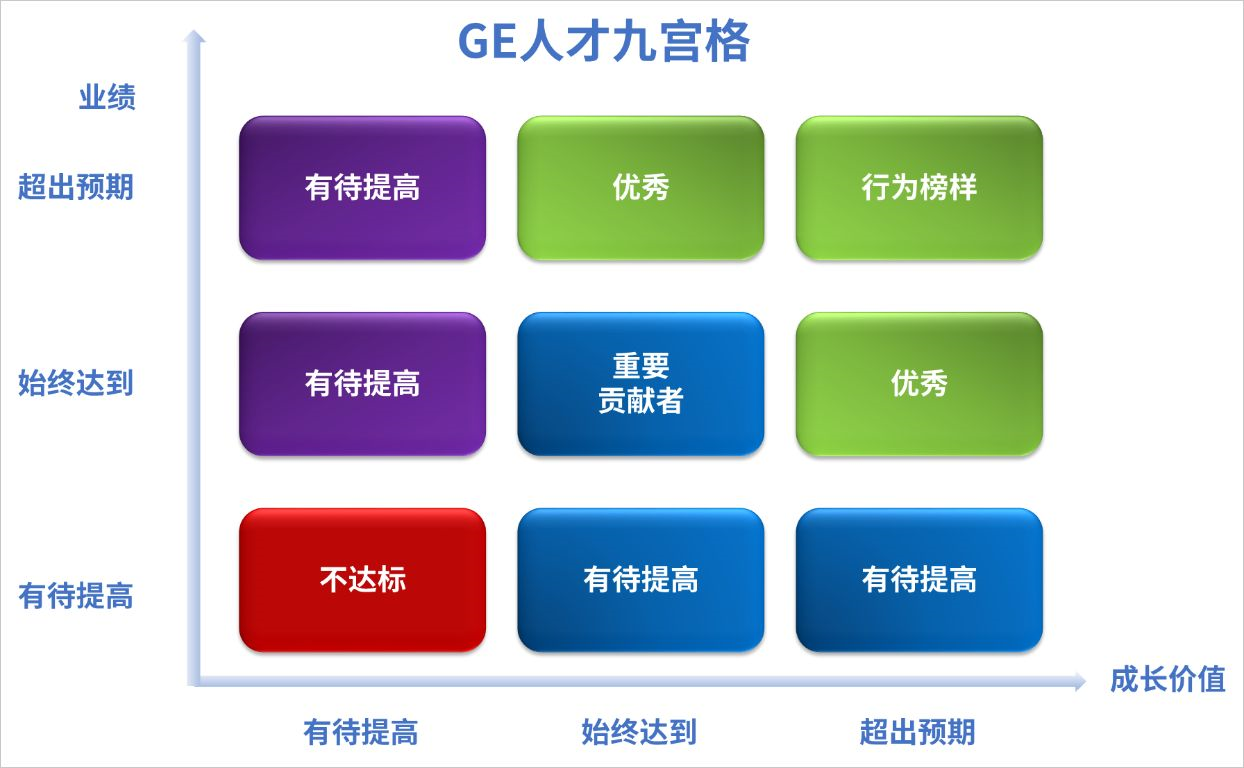 GE人才九宫格
业绩
超出预期
有待提高
优秀
行为榜样
始终达到
有待提高
重要
贡献者
优秀
有待提高
不达标
有待提高
有待提高
成长价值
有待提高
始终达到
超出预期